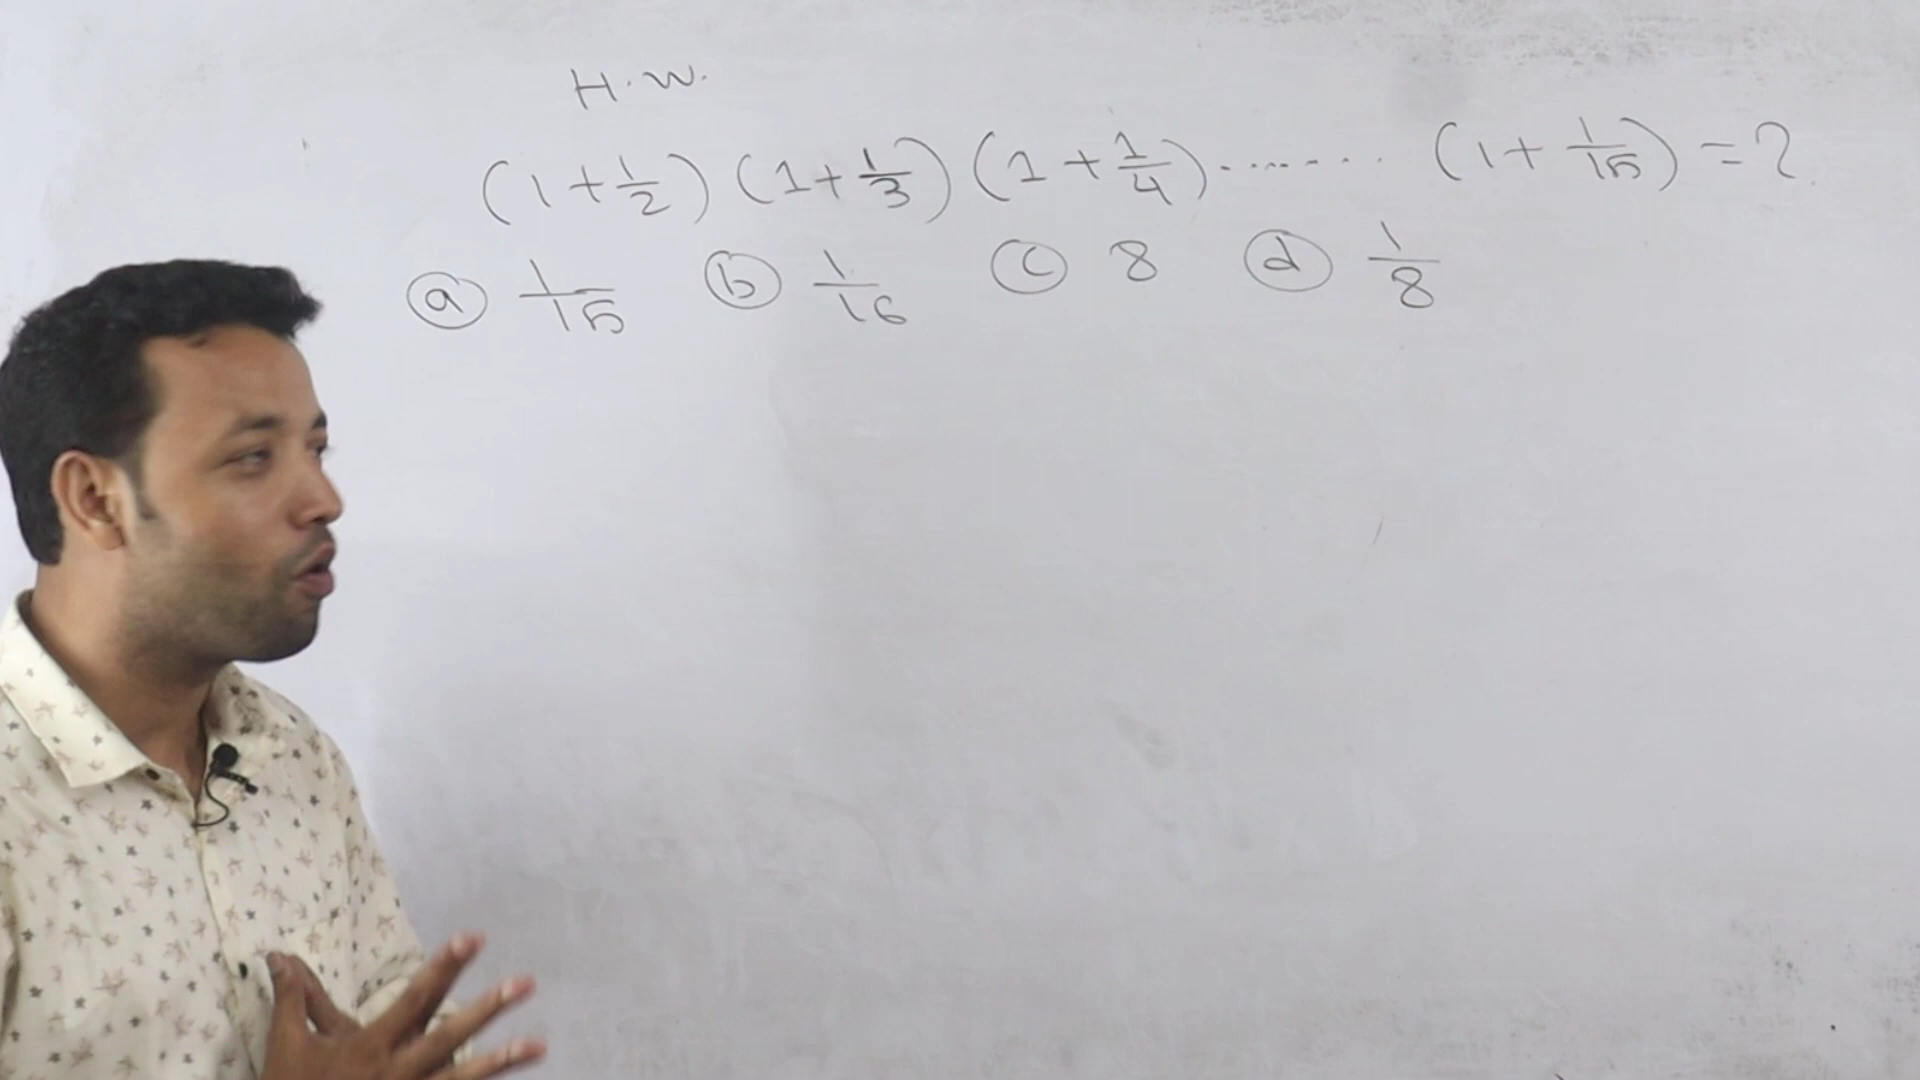 H.W.
(1+1/2)(1+1/3)(1+1/4)........ (1+1/15)=?
ⓐ 1/15 ⓑ 1/16 ⓒ 8 ⓓ 1/8